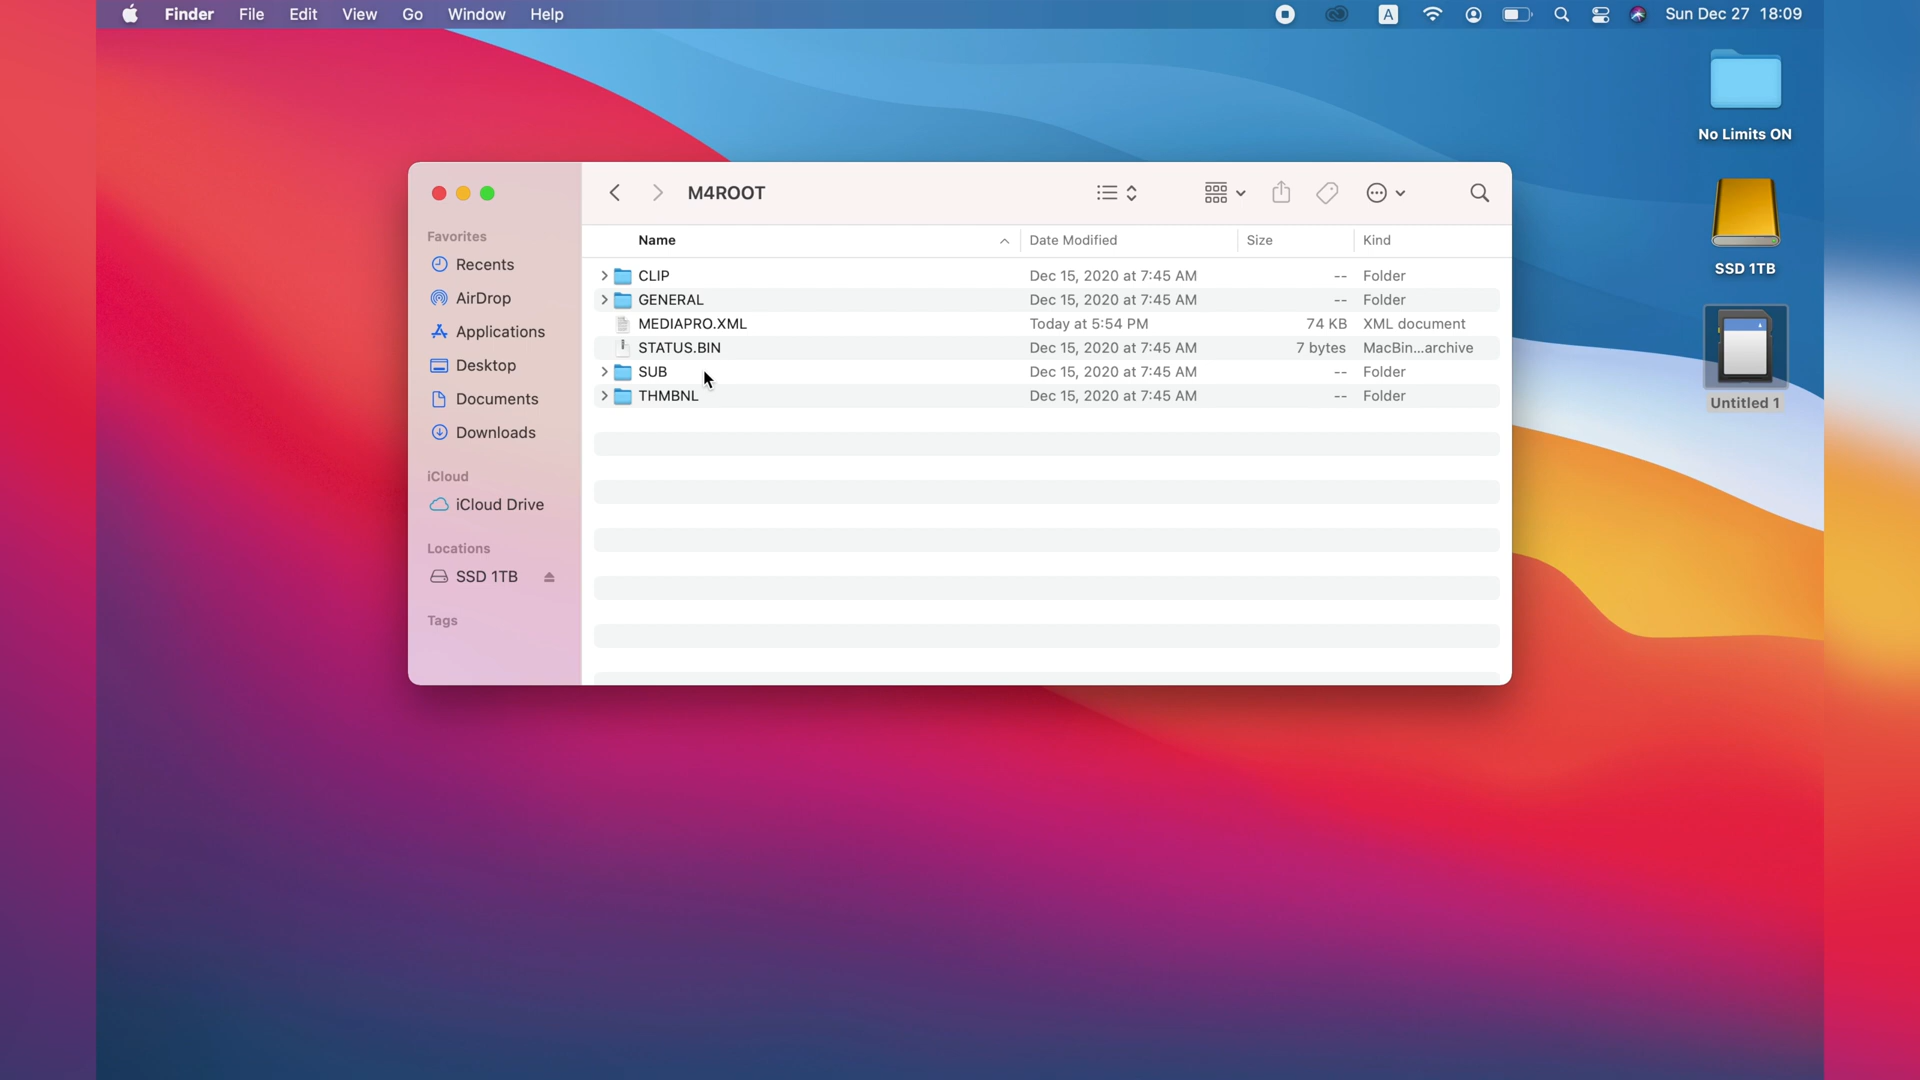 Finder File Edit View Go Window Help A Sun Dec 27 18:09
No Limits ON
SSD 1TB
Untitled 1
M4ROOT
Favorites
Recents
AirDrop
Applications
Desktop
Documents
Downloads
iCloud
iCloud Drive
Locations
SSD 1TB
Tags
Name Date Modified Size Kind
CLIP Dec 15, 2020 at 7:45 AM -- Folder
GENERAL Dec 15, 2020 at 7:45 AM -- Folder
MEDIAPRO.XML Today at 5:54 PM 74 KB XML document
STATUS.BIN Dec 15, 2020 at 7:45 AM 7 bytes MacBin...archive
SUB Dec 15, 2020 at 7:45 AM -- Folder
THMBNL Dec 15, 2020 at 7:45 AM -- Folder